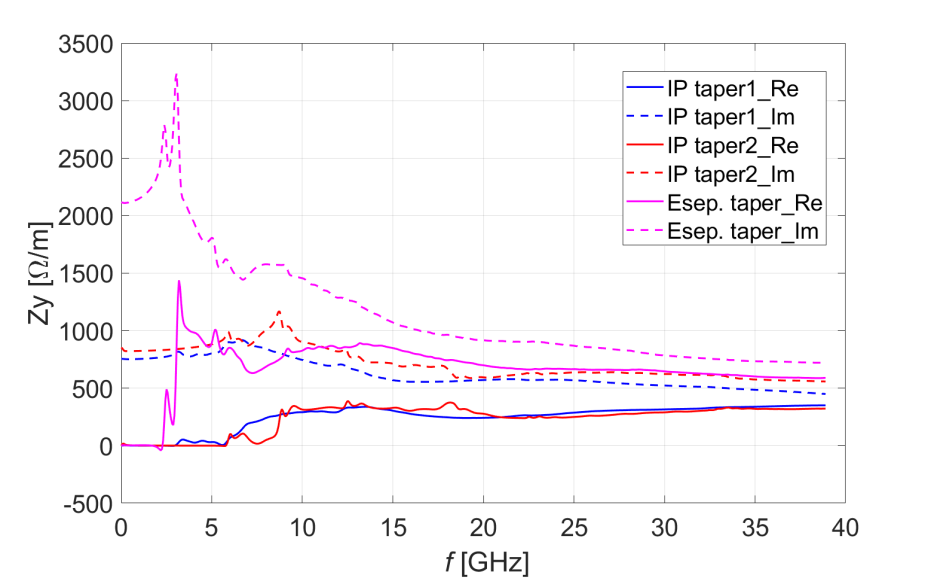 3500
3000
2500
2000
1500
1000
500
0
-500
Zy [Ω/m]
IP taper1_Re
IP taper1_Im
IP taper2_Re
IP taper2_Im
Esep. taper_Re
Esep. taper_Im
0 5 10 15 20 25 30 35 40
f [GHz]